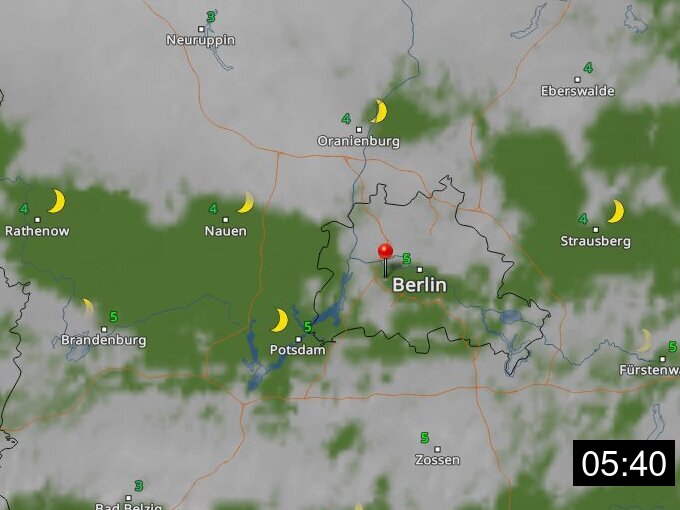 3
Neuruppin
4
Eberswalde
4
Oranienburg
4
Rathenow
4
Nauen
4
Strausberg
5
Berlin
5
Brandenburg
5
Potsdam
5
Fürstenwa
5
Zossen
05:40
3
Bad Belzig